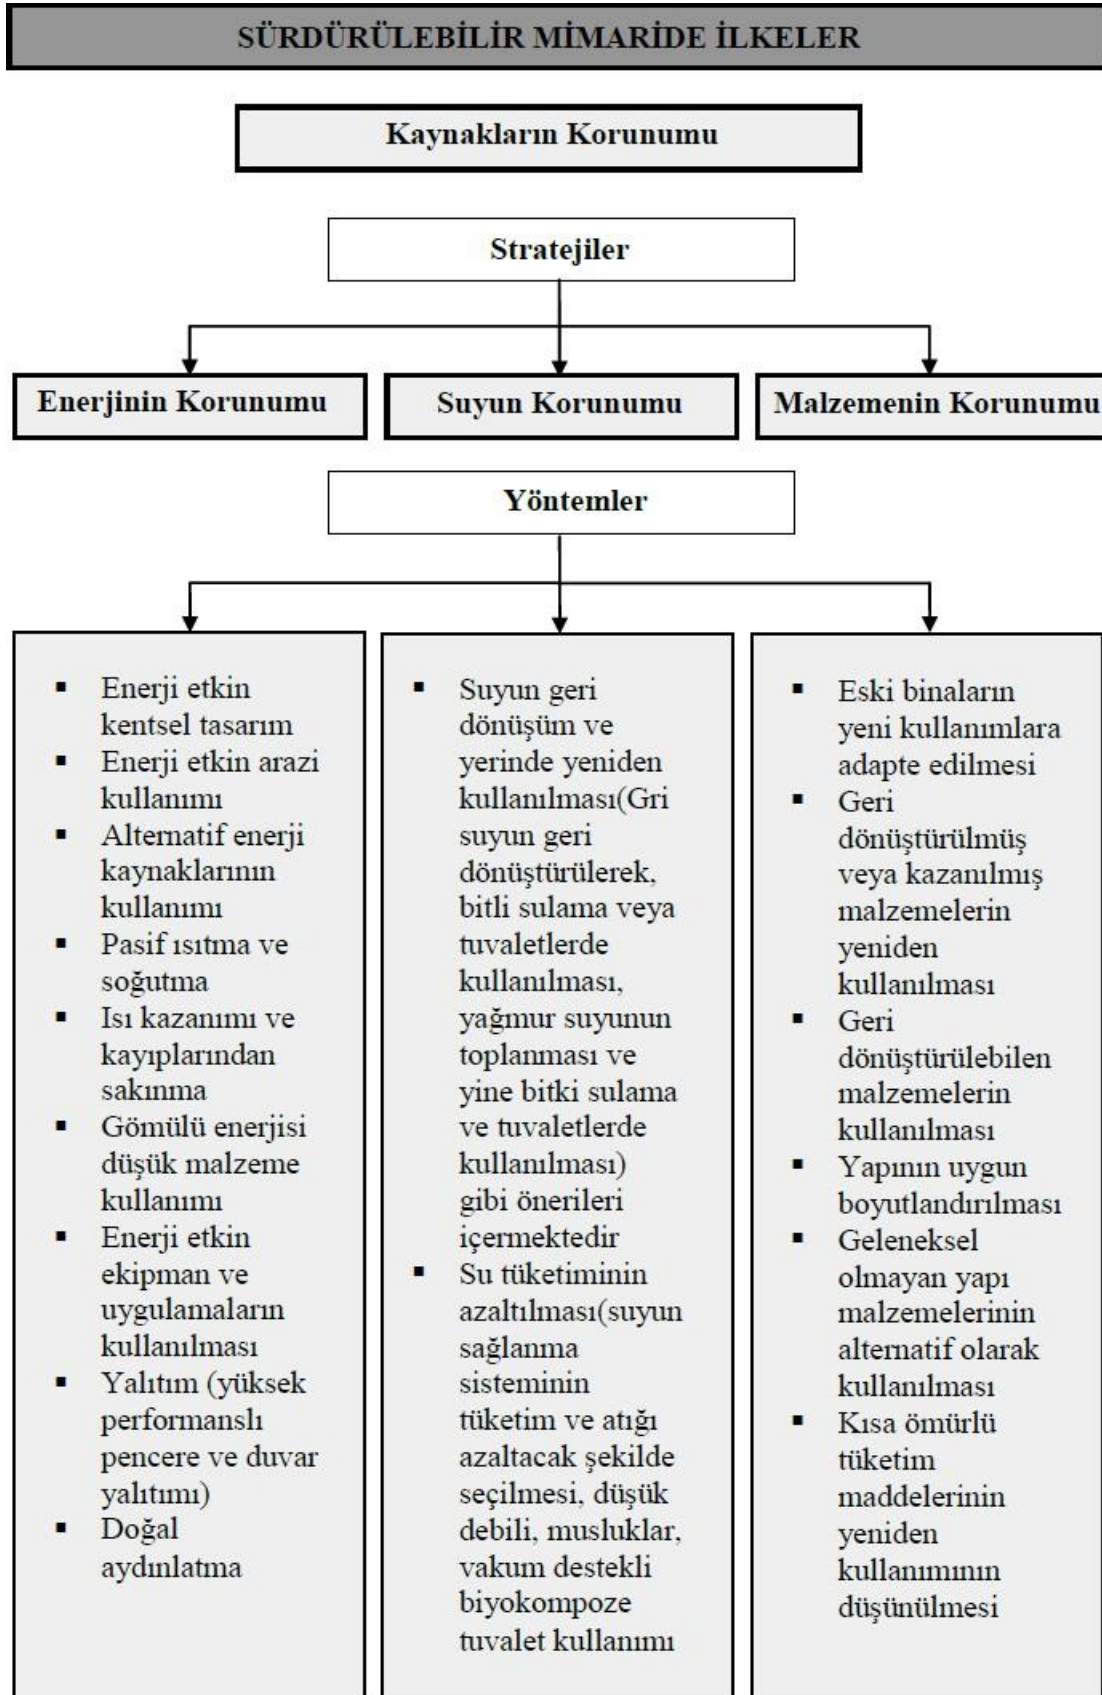 SÜRDÜRÜLEBİLİR MİMARİDE İLKELER
Kaynakların Korunumu
Stratejiler
Enerjinin Korunumu
Suyun Korunumu
Malzemenin Korunumu
Yöntemler
▪ Enerji etkin
kentsel tasarım
▪ Enerji etkin arazi
kullanımı
▪ Alternatif enerji
kaynaklarının
kullanımı
▪ Pasif ısıtma ve
soğutma
▪ Isı kazanımı ve
kayıplarından
sakınma
▪ Gömülü enerjisi
düşük malzeme
kullanımı
▪ Enerji etkin
ekipman ve
uygulamaların
kullanılması
▪ Yalıtım (yüksek
performanslı
pencere ve duvar
yalıtımı)
▪ Doğal
aydınlatma
▪ Suyun geri
dönüşüm ve
yerinde yeniden
kullanılması(Gri
suyun geri
dönüştürülerek,
bitli sulama veya
tuvaletlerde
kullanılması,
yağmur suyunun
toplanması ve
yine bitki sulama
ve tuvaletlerde
kullanılması)
gibi önerileri
içermektedir
▪ Su tüketiminin
azaltılması(suyun
sağlanma
sisteminin
tüketim ve atığı
azaltacak şekilde
seçilmesi, düşük
debili, musluklar,
vakum destekli
biyokompoze
tuvalet kullanımı
▪ Eski binaların
yeni kullanımlara
adapte edilmesi
▪ Geri
dönüştürülmüş
veya kazanılmış
malzemelerin
yeniden
kullanılması
▪ Geri
dönüştürülebilen
malzemelerin
kullanılması
▪ Yapının uygun
boyutlandırılması
▪ Geleneksel
olmayan yapı
malzemelerinin
alternatif olarak
kullanılması
▪ Kısa ömürlü
tüketim
maddelerinin
yeniden
kullanımının
düşünülmesi